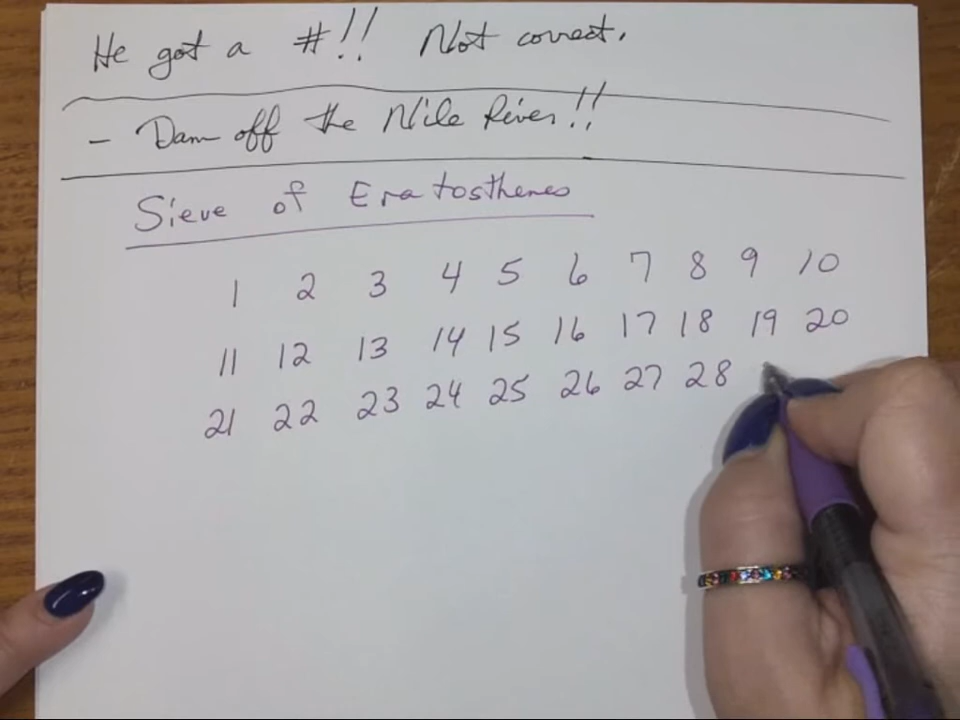 He got a #!! Not correct.
- Dam off the Nile River!!
Sieve of Eratosthenes
1 2 3 4 5 6 7 8 9 10
11 12 13 14 15 16 17 18 19 20
21 22 23 24 25 26 27 28